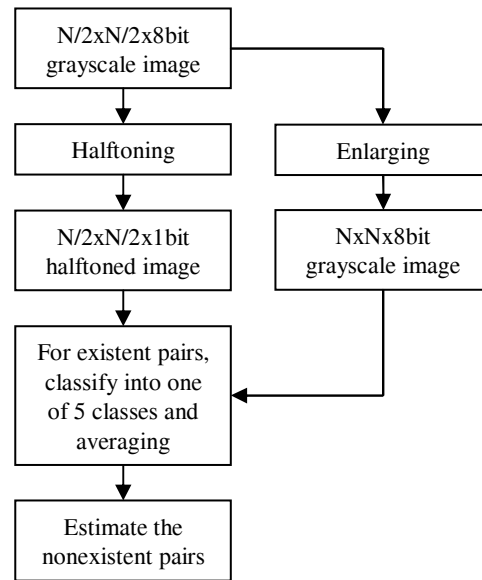 N/2xN/2x8bit
grayscale image
Halftoning
Enlarging
N/2xN/2x1bit
halftoned image
NxNx8bit
grayscale image
For existent pairs,
classify into one
of 5 classes and
averaging
Estimate the
nonexistent pairs